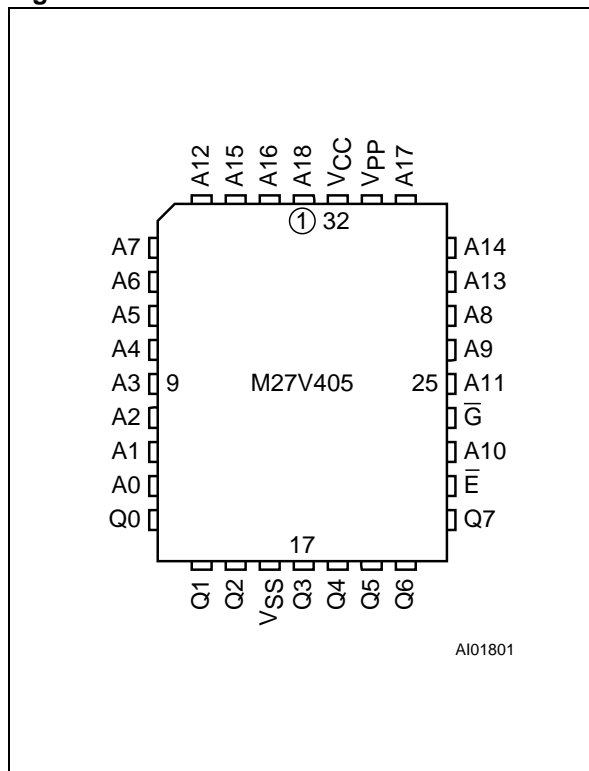 A12 A15 A16 A18 VCC VPP A17
① 32
A7 A14
A6 A13
A5 A8
A4 A9
A3 9 M27V405 25 A11
A2 G̅
A1 A10
A0 E̅
Q0 Q7
17
Q1 Q2 VSS Q3 Q4 Q5 Q6
AI01801